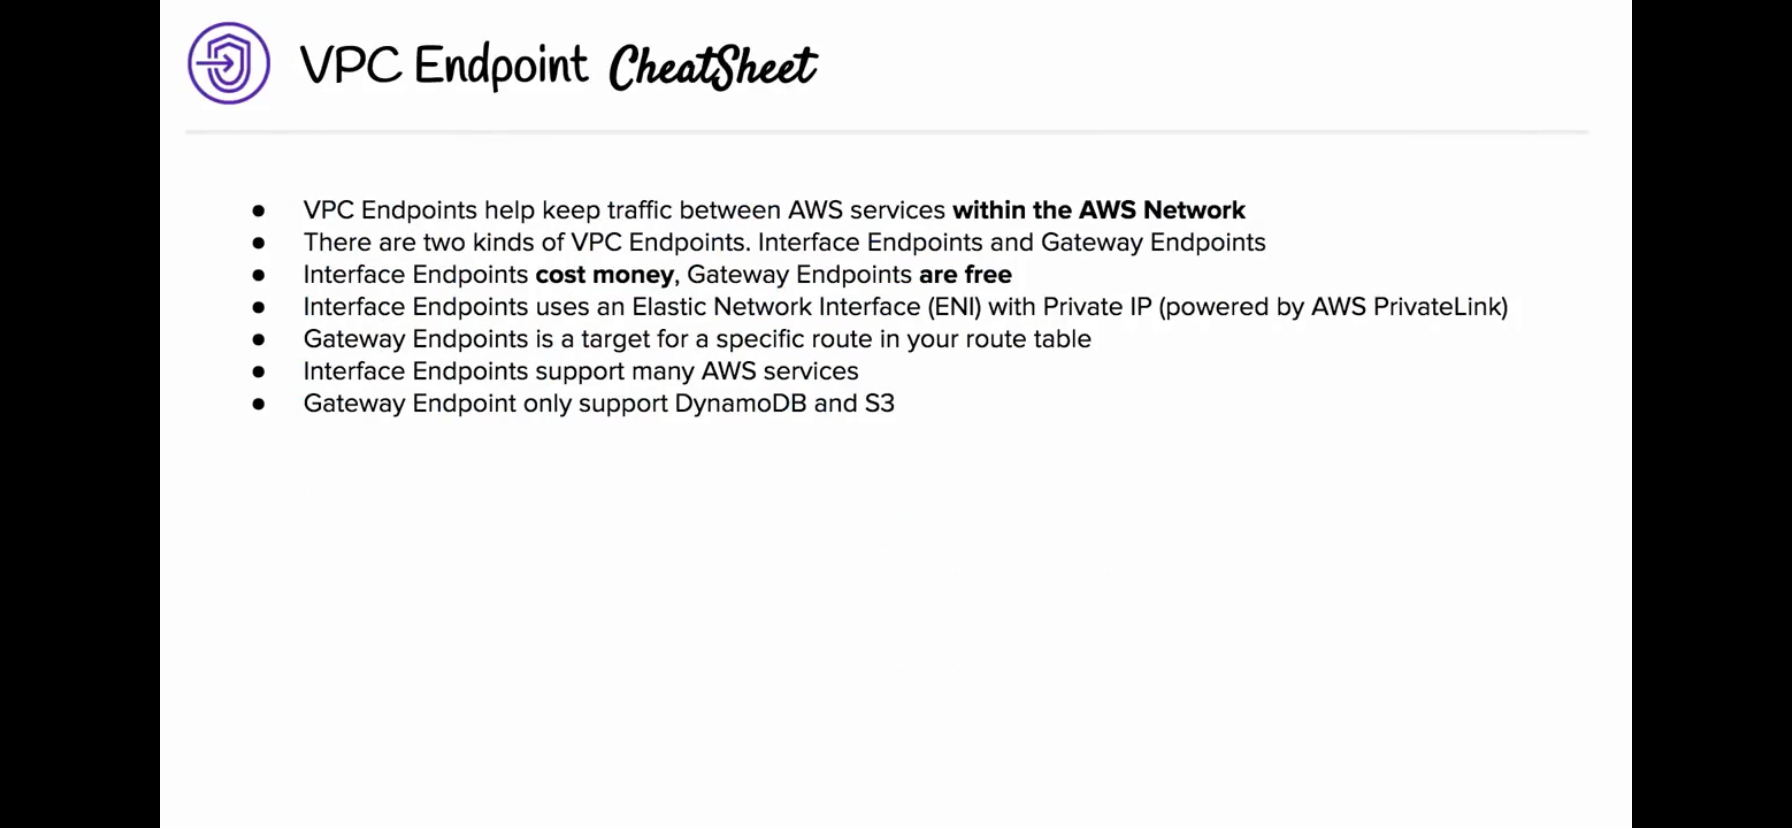 VPC Endpoint CheatSheet
● VPC Endpoints help keep traffic between AWS services within the AWS Network
● There are two kinds of VPC Endpoints. Interface Endpoints and Gateway Endpoints
● Interface Endpoints cost money, Gateway Endpoints are free
● Interface Endpoints uses an Elastic Network Interface (ENI) with Private IP (powered by AWS PrivateLink)
● Gateway Endpoints is a target for a specific route in your route table
● Interface Endpoints support many AWS services
● Gateway Endpoint only support DynamoDB and S3